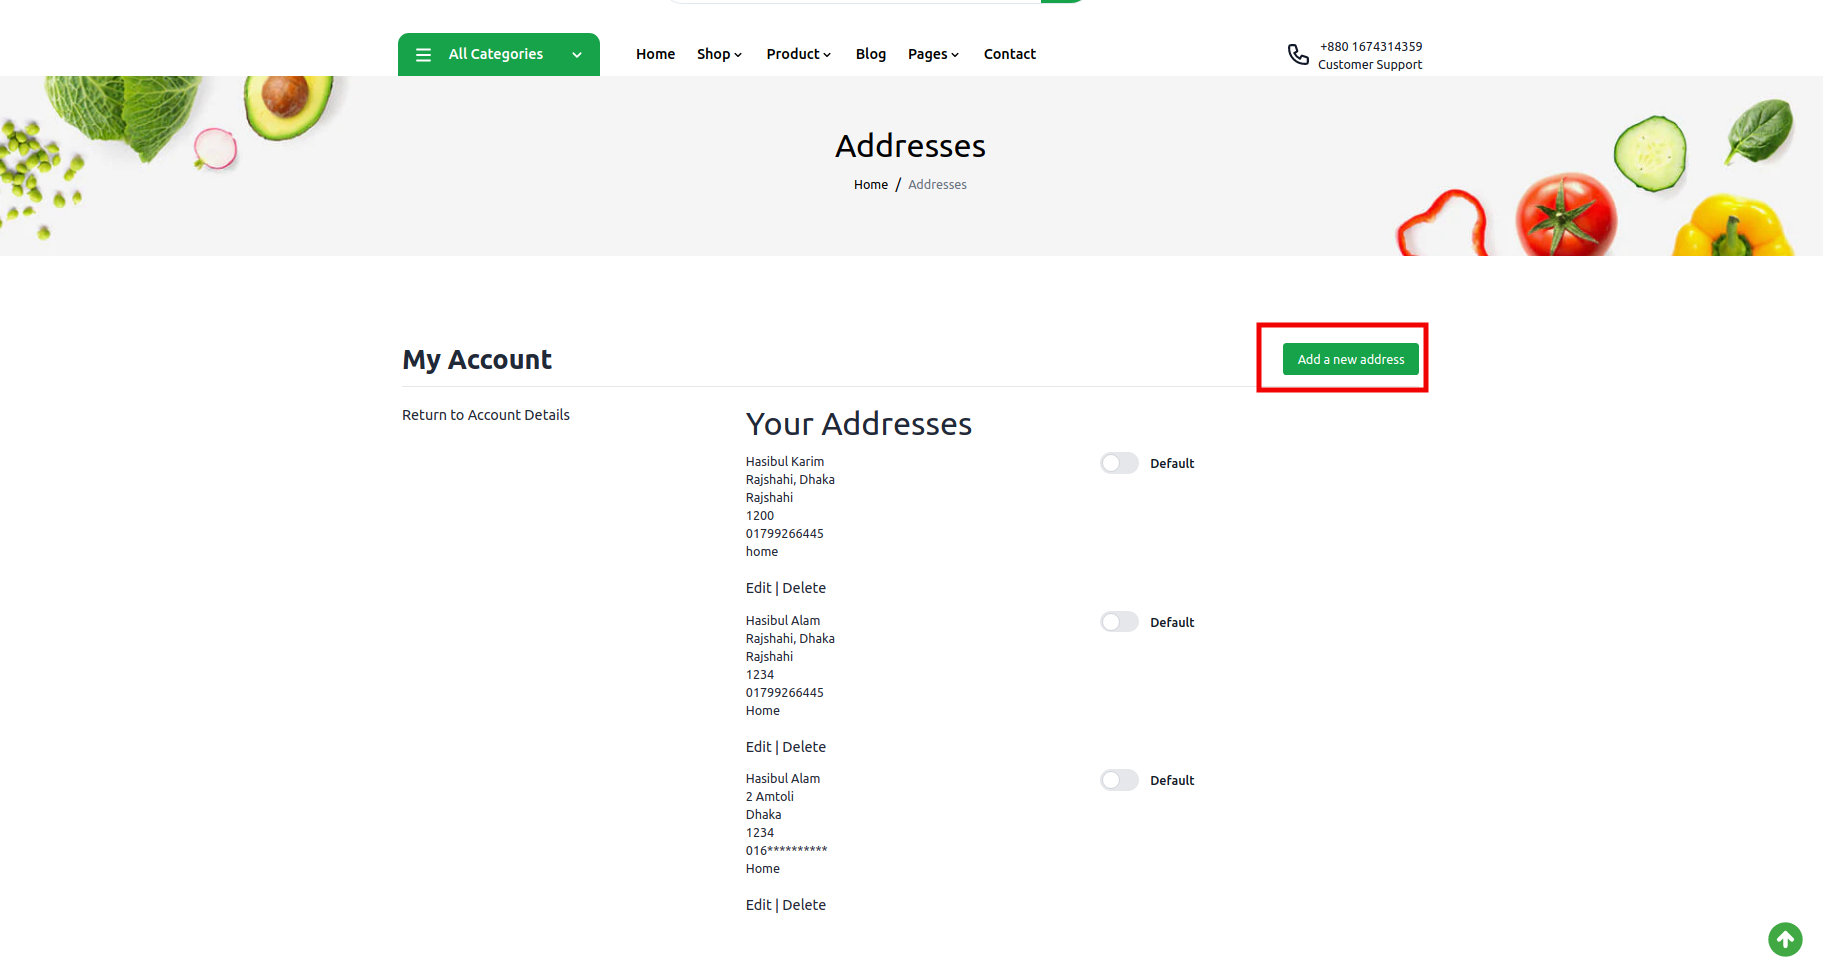 All Categories
Home Shop Product Blog Pages Contact
+880 1674314359
Customer Support
Addresses
Home / Addresses
My Account
Add a new address
Return to Account Details
Your Addresses
Hasibul Karim
Default
Rajshahi, Dhaka
Rajshahi
1200
01799266445
home
Edit | Delete
Hasibul Alam
Default
Rajshahi, Dhaka
Rajshahi
1234
01799266445
Home
Edit | Delete
Hasibul Alam
Default
2 Amtoli
Dhaka
1234
016**********
Home
Edit | Delete